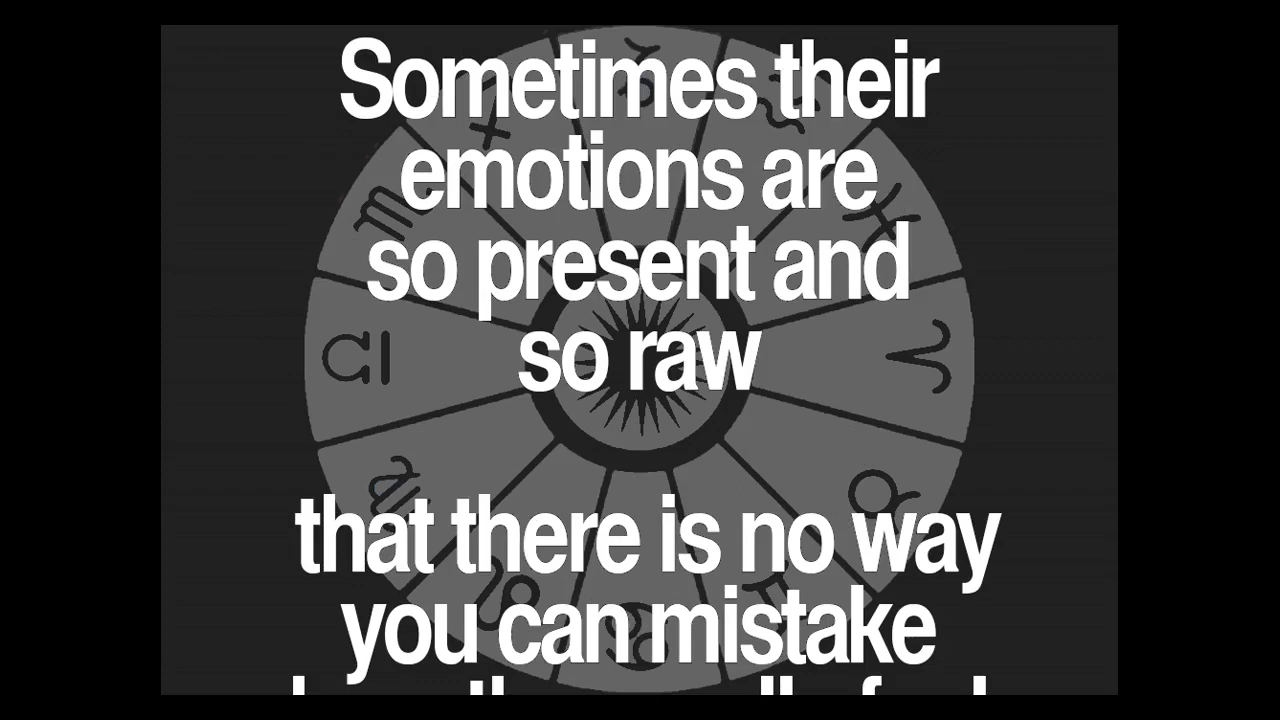 Sometimes their
emotions are
so present and
so raw
that there is no way
you can mistake